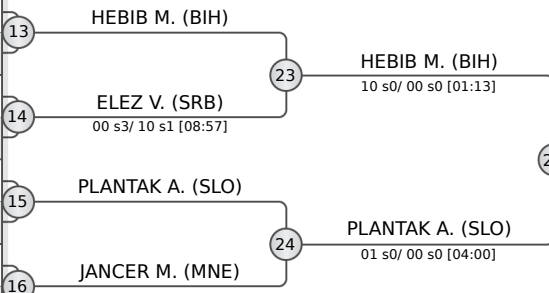 HEBIB M. (BIH)
13
23
HEBIB M. (BIH)
10 s0/ 00 s0 [01:13]
ELEZ V. (SRB)
14
00 s3/ 10 s1 [08:57]
PLANTAK A. (SLO)
15
24
PLANTAK A. (SLO)
01 s0/ 00 s0 [04:00]
JANCER M. (MNE)
16